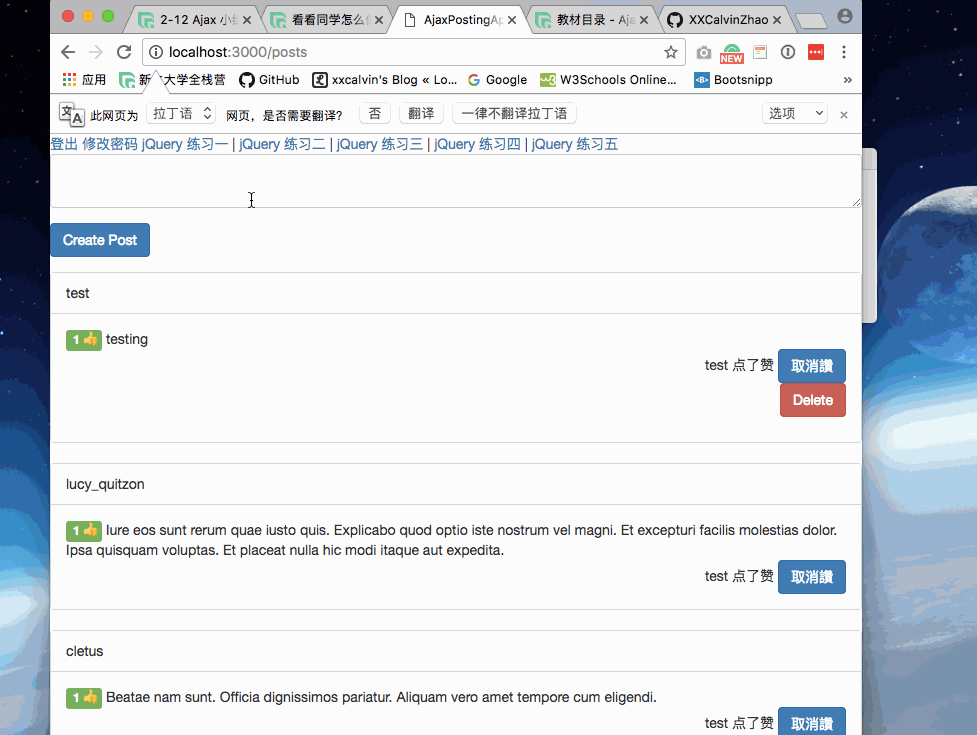 2-12 Ajax 小
看看同学怎么
AjaxPostingAp
教材目录 - Aja
XXCalvinZhao
localhost:3000/posts
NEW
应用
新 大学全栈营
GitHub
xxcalvin's Blog « Lo...
Google
W3Schools Online...
Bootsnipp
»
此网页为 拉丁语 网页，是否需要翻译？ 否 翻译 一律不翻译拉丁语 选项
登出 修改密码 jQuery 练习一 | jQuery 练习二 | jQuery 练习三 | jQuery 练习四 | jQuery 练习五
Create Post
test
1 👍 testing
test 点了赞 取消讚
Delete
lucy_quitzon
1 👍 Iure eos sunt rerum quae iusto quis. Explicabo quod optio iste nostrum vel magni. Et excepturi facilis molestias dolor.
Ipsa quisquam voluptas. Et placeat nulla hic modi itaque aut expedita.
test 点了赞 取消讚
cletus
1 👍 Beatae nam sunt. Officia dignissimos pariatur. Aliquam vero amet tempore cum eligendi.
test 点了赞 取消讚